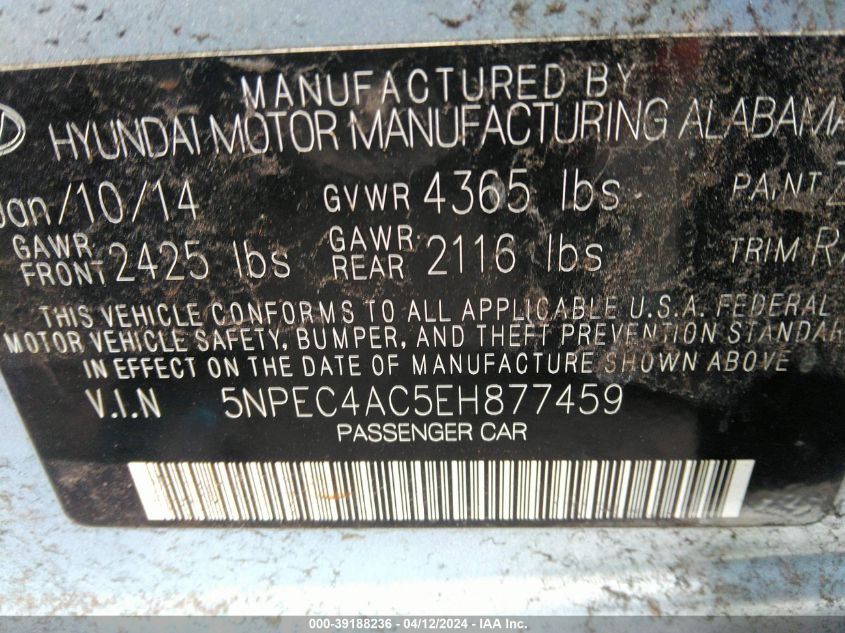 MANUFACTURED BY
HYUNDAI MOTOR MANUFACTURING ALABAMA
Jan/10/14 GVWR 4365 lbs PAINT
GAWR FRONT 2425 lbs GAWR REAR 2116 lbs TRIM
THIS VEHICLE CONFORMS TO ALL APPLICABLE U.S.A. FEDERAL
MOTOR VEHICLE SAFETY, BUMPER, AND THEFT PREVENTION STANDAR
IN EFFECT ON THE DATE OF MANUFACTURE SHOWN ABOVE
V.I.N 5NPEC4AC5EH877459
PASSENGER CAR
000-39188236 - 04/12/2024 - IAA Inc.